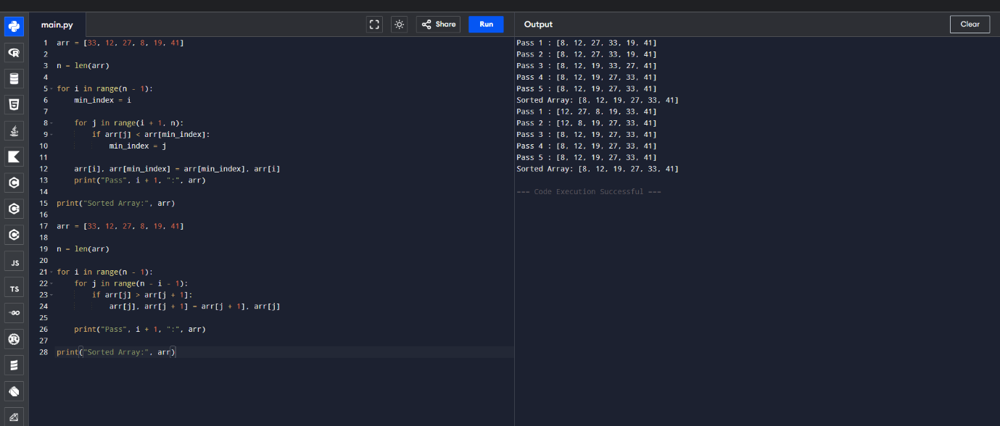 main.py
Share
Run
Output
Clear
1 arr = [33, 12, 27, 8, 19, 41]
2
3 n = len(arr)
4
5 for i in range(n - 1):
6     min_index = i
7
8     for j in range(i + 1, n):
9         if arr[j] < arr[min_index]:
10             min_index = j
11
12     arr[i], arr[min_index] = arr[min_index], arr[i]
13     print("Pass", i + 1, ":", arr)
14
15 print("Sorted Array:", arr)
16
17 arr = [33, 12, 27, 8, 19, 41]
18
19 n = len(arr)
20
21 for i in range(n - 1):
22     for j in range(n - i - 1):
23         if arr[j] > arr[j + 1]:
24             arr[j], arr[j + 1] = arr[j + 1], arr[j]
25
26     print("Pass", i + 1, ":", arr)
27
28 print("Sorted Array:", arr)
Pass 1 : [8, 12, 27, 33, 19, 41]
Pass 2 : [8, 12, 27, 33, 19, 41]
Pass 3 : [8, 12, 19, 33, 27, 41]
Pass 4 : [8, 12, 19, 27, 33, 41]
Pass 5 : [8, 12, 19, 27, 33, 41]
Sorted Array: [8, 12, 19, 27, 33, 41]
Pass 1 : [12, 27, 8, 19, 33, 41]
Pass 2 : [12, 8, 19, 27, 33, 41]
Pass 3 : [8, 12, 19, 27, 33, 41]
Pass 4 : [8, 12, 19, 27, 33, 41]
Pass 5 : [8, 12, 19, 27, 33, 41]
Sorted Array: [8, 12, 19, 27, 33, 41]
=== Code Execution Successful ===
JS
TS
GO